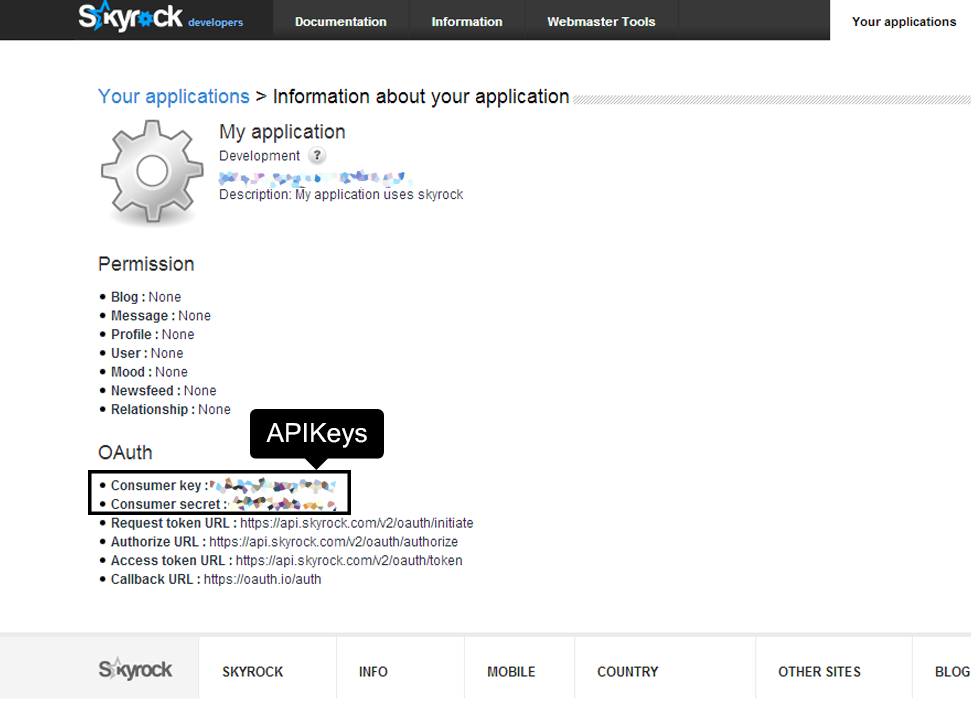 Skyrock developers Documentation Information Webmaster Tools Your applications
Your applications > Information about your application
My application
Development ?
Description: My application uses skyrock
Permission
• Blog : None
• Message : None
• Profile : None
• User : None
• Mood : None
• Newsfeed : None
• Relationship : None
APIKeys
OAuth
• Consumer key :
• Consumer secret :
• Request token URL : https://api.skyrock.com/v2/oauth/initiate
• Authorize URL : https://api.skyrock.com/v2/oauth/authorize
• Access token URL : https://api.skyrock.com/v2/oauth/token
• Callback URL : https://oauth.io/auth
Skyrock SKYROCK INFO MOBILE COUNTRY OTHER SITES BLOG